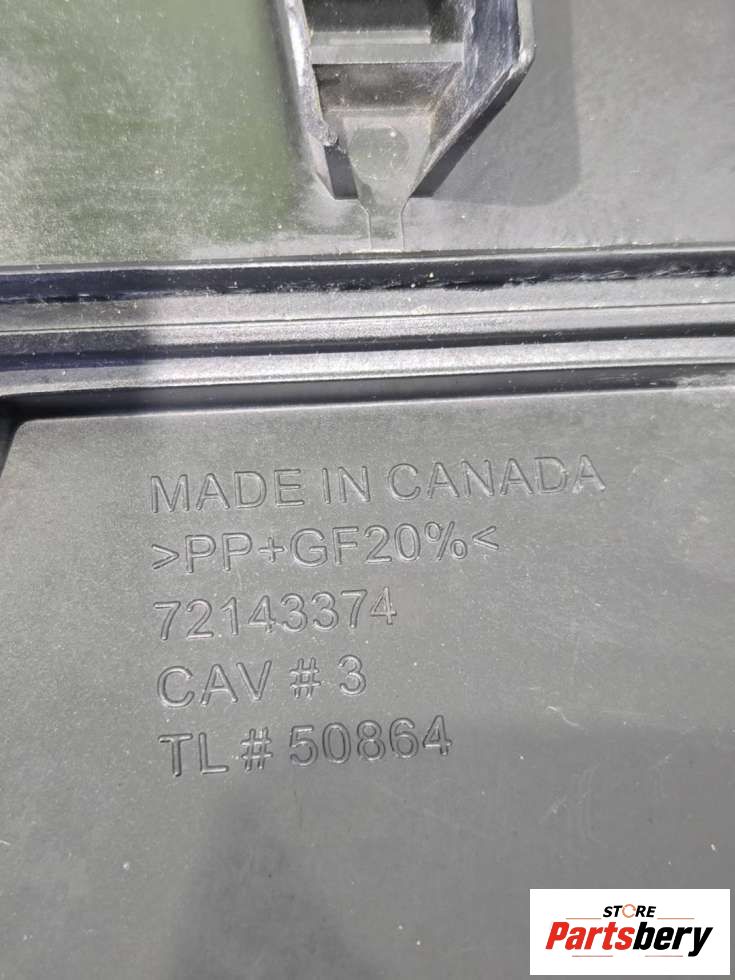 MADE IN CANADA
>PP+GF20%<
72143374
CAV # 3
TL# 50864
STORE
Partsbery